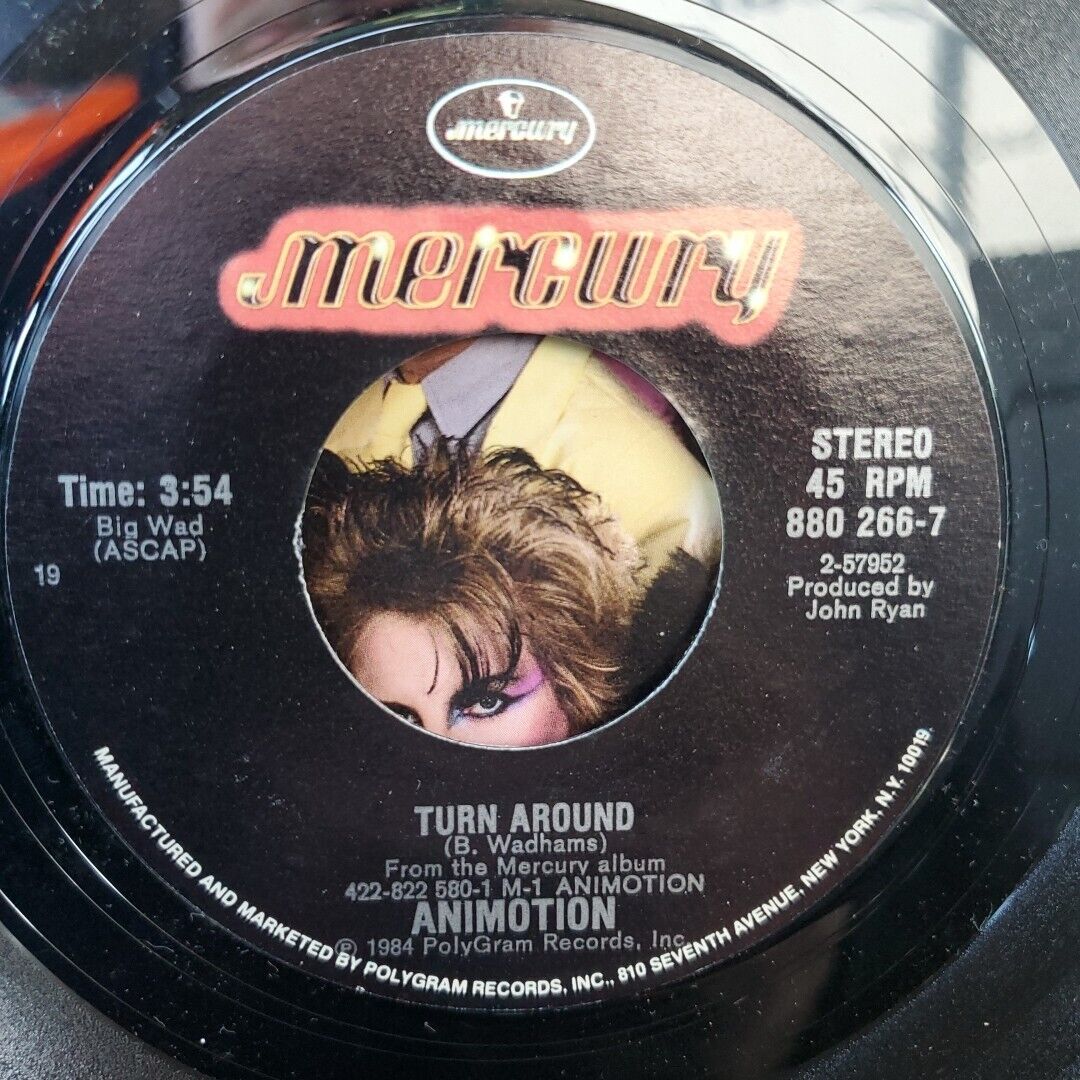 mercury
mercury
Time: 3:54
Big Wad
(ASCAP)
19
STEREO
45 RPM
880 266-7
2-57952
Produced by
John Ryan
TURN AROUND
(B. Wadhams)
From the Mercury album
422-822 580-1 M-1 ANIMOTION
ANIMOTION
℗ 1984 PolyGram Records, Inc.
MANUFACTURED AND MARKETED BY POLYGRAM RECORDS, INC., 810 SEVENTH AVENUE, NEW YORK, N.Y. 10019.